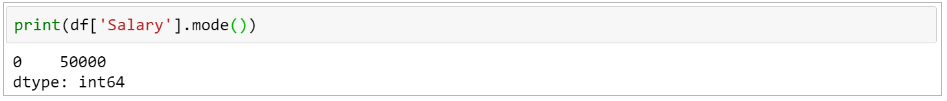 print(df['Salary'].mode())
0    50000
dtype: int64